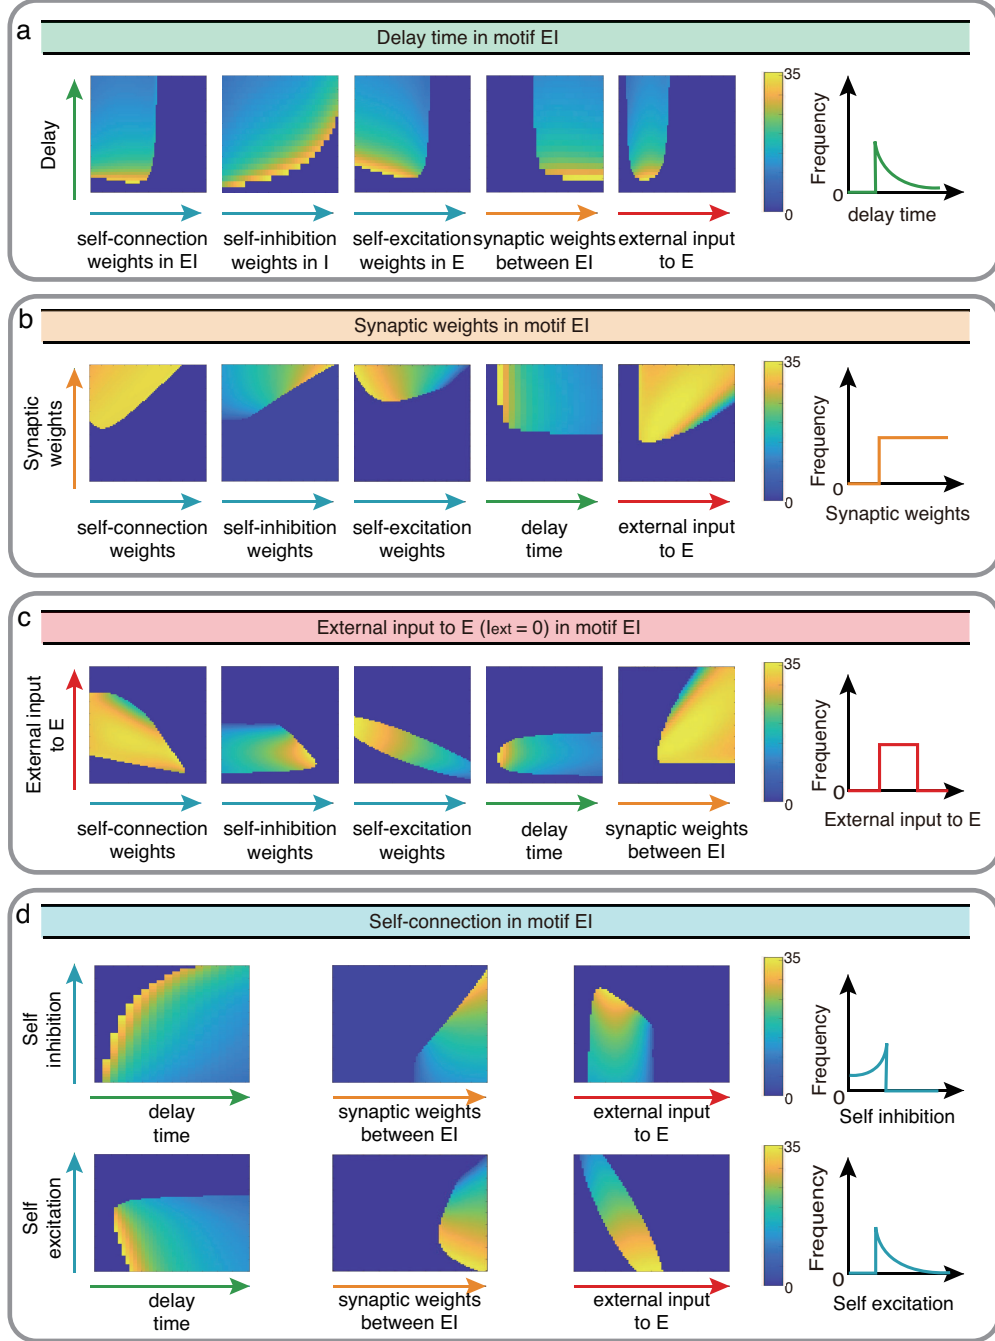 a
Delay time in motif EI
Delay
self-connection
weights in EI
self-inhibition
weights in I
self-excitation
weights in E
synaptic weights
between EI
external input
to E
35
0
Frequency
0
delay time
b
Synaptic weights in motif EI
Synaptic
weights
self-connection
weights
self-inhibition
weights
self-excitation
weights
delay
time
external input
to E
35
0
Frequency
0
Synaptic weights
c
External input to E (Iext = 0) in motif EI
External input
to E
self-connection
weights
self-inhibition
weights
self-excitation
weights
delay
time
synaptic weights
between EI
35
0
Frequency
0
External input to E
d
Self-connection in motif EI
Self
inhibition
delay
time
synaptic weights
between EI
external input
to E
35
0
Frequency
0
Self inhibition
Self
excitation
delay
time
synaptic weights
between EI
external input
to E
35
0
Frequency
0
Self excitation